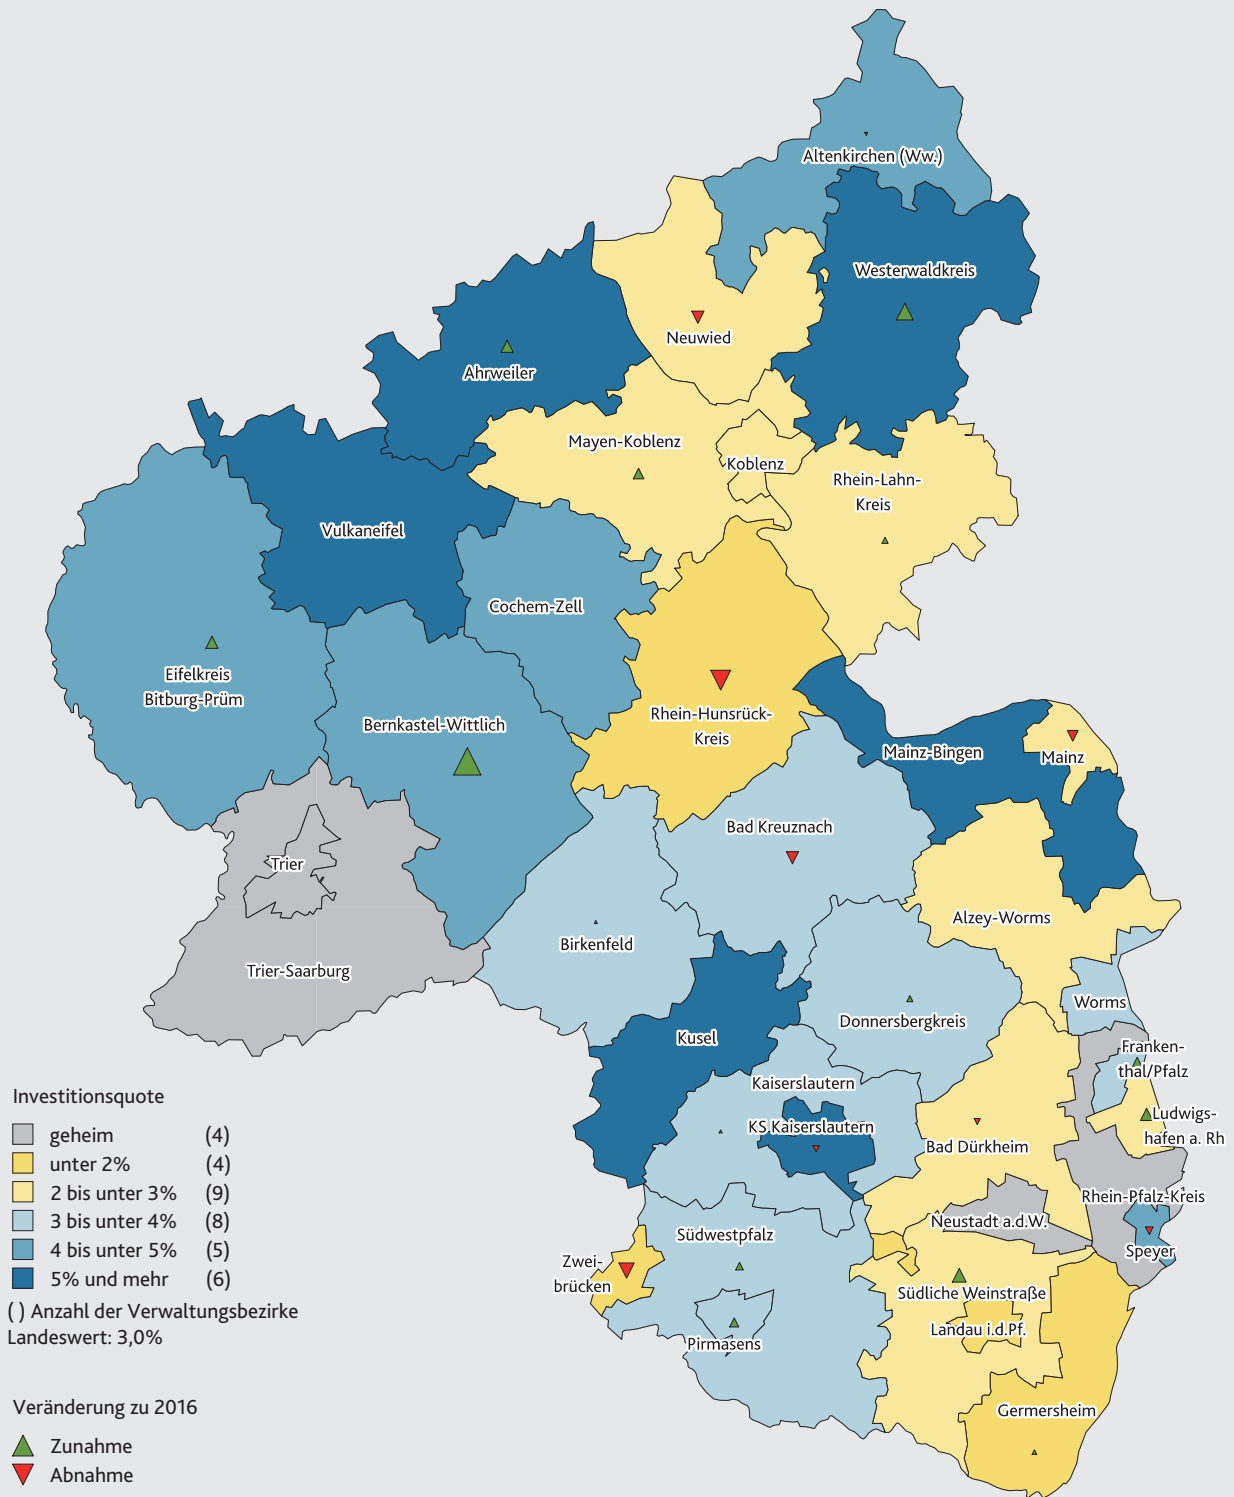 Altenkirchen (Ww.)
Westerwaldkreis
Neuwied
Ahrweiler
Mayen-Koblenz
Koblenz
Rhein-Lahn-
Kreis
Vulkaneifel
Cochem-Zell
Eifelkreis
Bitburg-Prüm
Bernkastel-Wittlich
Rhein-Hunsrück-
Kreis
Mainz-Bingen
Mainz
Bad Kreuznach
Trier
Birkenfeld
Alzey-Worms
Trier-Saarburg
Worms
Donnersbergkreis
Kusel
Franken-
thal/Pfalz
Kaiserslautern
KS Kaiserslautern
Ludwigs-
hafen a. Rh
Bad Dürkheim
Rhein-Pfalz-Kreis
Neustadt a.d.W.
Speyer
Südwestpfalz
Zwei-
brücken
Südliche Weinstraße
Landau i.d.Pf.
Pirmasens
Germersheim
Investitionsquote
geheim (4)
unter 2% (4)
2 bis unter 3% (9)
3 bis unter 4% (8)
4 bis unter 5% (5)
5% und mehr (6)
( ) Anzahl der Verwaltungsbezirke
Landeswert: 3,0%
Veränderung zu 2016
Zunahme
Abnahme